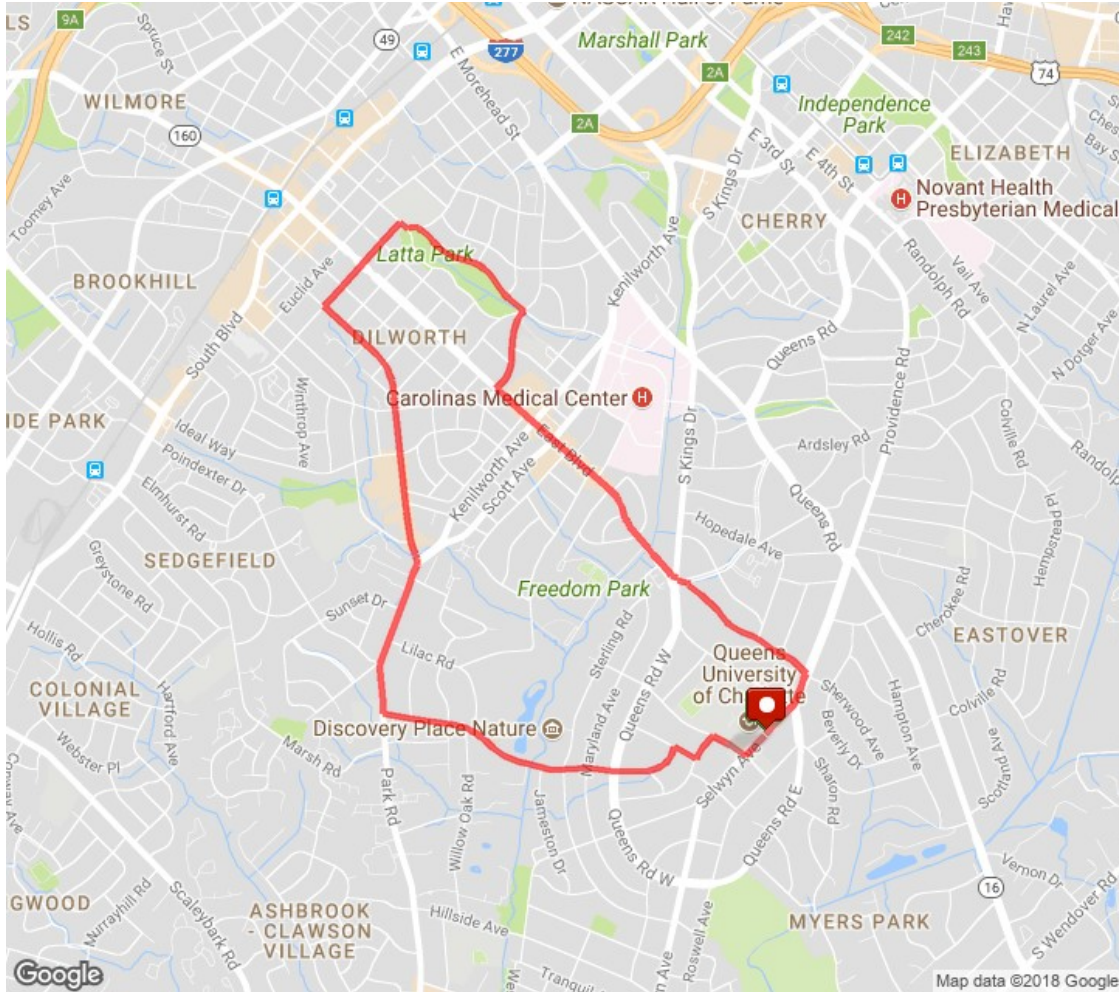 LS
9A
Spruce St
49
277
Marshall Park
2A
242
243
74
WILMORE
E Morehead St
Independence
Park
160
2A
E 3rd St
E 4th St
ELIZABETH
Toomey Ave
S Kings Dr
CHERRY
Novant Health
Presbyterian Medical
Latta Park
Kenilworth Ave
Randolph Rd
Vail Ave
N Laurel Ave
BROOKHILL
Euclid Ave
South Blvd
DILWORTH
Queens Rd
Providence Rd
N Dotger Ave
Winthrop Ave
Carolinas Medical Center
IDE PARK
Ideal Way
Poindexter Dr
Kenilworth Ave
Scott Ave
East Blvd
S Kings Dr
Ardsley Rd
Colville Rd
Elmhurst Rd
Queens Rd
Hopedale Ave
Hempstead Pl
Greystone Rd
SEDGEFIELD
Freedom Park
Sunset Dr
Cherokee Rd
Hollis Rd
Lilac Rd
Sterling Rd
Queens
University
EASTOVER
COLONIAL
VILLAGE
Hartford Ave
Queens Rd W
Sherwood Ave
Hampton Ave
Colville Rd
Discovery Place Nature
Maryland Ave
Beverly Dr
Webster Pl
Marsh Rd
Park Rd
Selwyn Ave
Sharon Rd
Scotland Ave
Willow Oak Rd
Jameston Dr
Queens Rd E
Queens Rd W
Vernon Dr
GWOOD
Murrayhill Rd
Scaleybark Rd
16
ASHBROOK
- CLAWSON
VILLAGE
Hillside Ave
Roswell Ave
MYERS PARK
S Wendover Rd
Google
Map data ©2018 Google